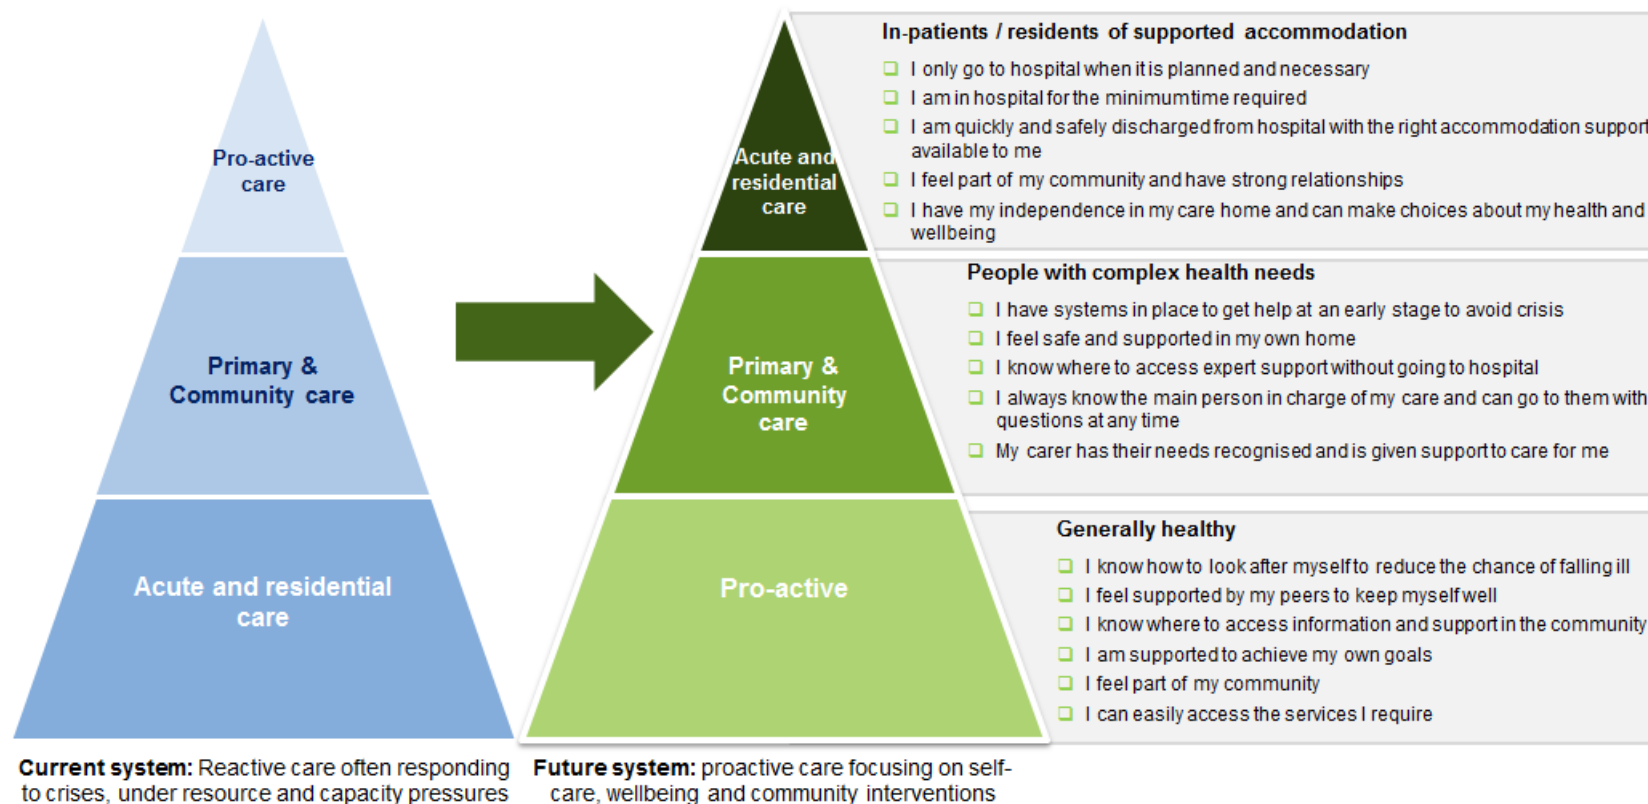 Pro-active
care
Primary &
Community care
Acute and residential
care
Current system: Reactive care often responding
to crises, under resource and capacity pressures
Acute and
residential
care
Primary &
Community
care
Pro-active
Future system: proactive care focusing on self-
care, wellbeing and community interventions
In-patients / residents of supported accommodation
I only go to hospital when it is planned and necessary
I am in hospital for the minimum time required
I am quickly and safely discharged from hospital with the right accommodation support
available to me
I feel part of my community and have strong relationships
I have my independence in my care home and can make choices about my health and
wellbeing
People with complex health needs
I have systems in place to get help at an early stage to avoid crisis
I feel safe and supported in my own home
I know where to access expert support without going to hospital
I always know the main person in charge of my care and can go to them with
questions at any time
My carer has their needs recognised and is given support to care for me
Generally healthy
I know how to look after myself to reduce the chance of falling ill
I feel supported by my peers to keep myself well
I know where to access information and support in the community
I am supported to achieve my own goals
I feel part of my community
I can easily access the services I require